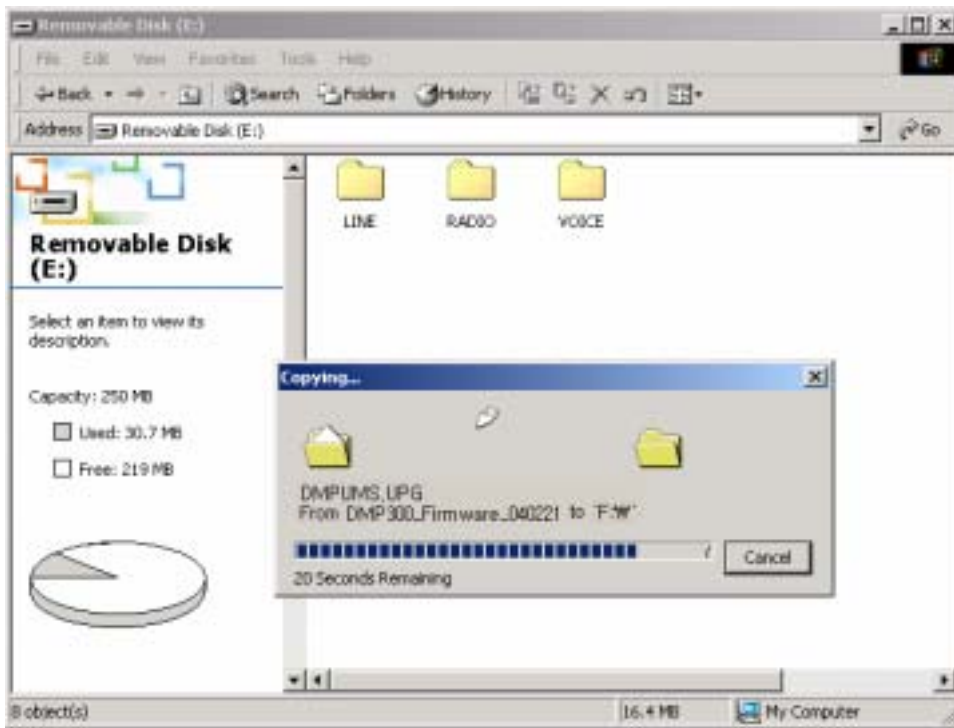 Removable Disk (E:)
File Edit View Favorites Tools Help
Back Search Folders History
Address Removable Disk (E:) Go
LINE RADIO VOICE
Removable Disk
(E:)
Select an item to view its
description.
Capacity: 250 MB
Used: 30.7 MB
Free: 219 MB
Copying...
DMPUMS.UPG
From DMP300_Firmware_040221 to 'F:₩'
Cancel
20 Seconds Remaining
8 object(s) 16.4 MB My Computer